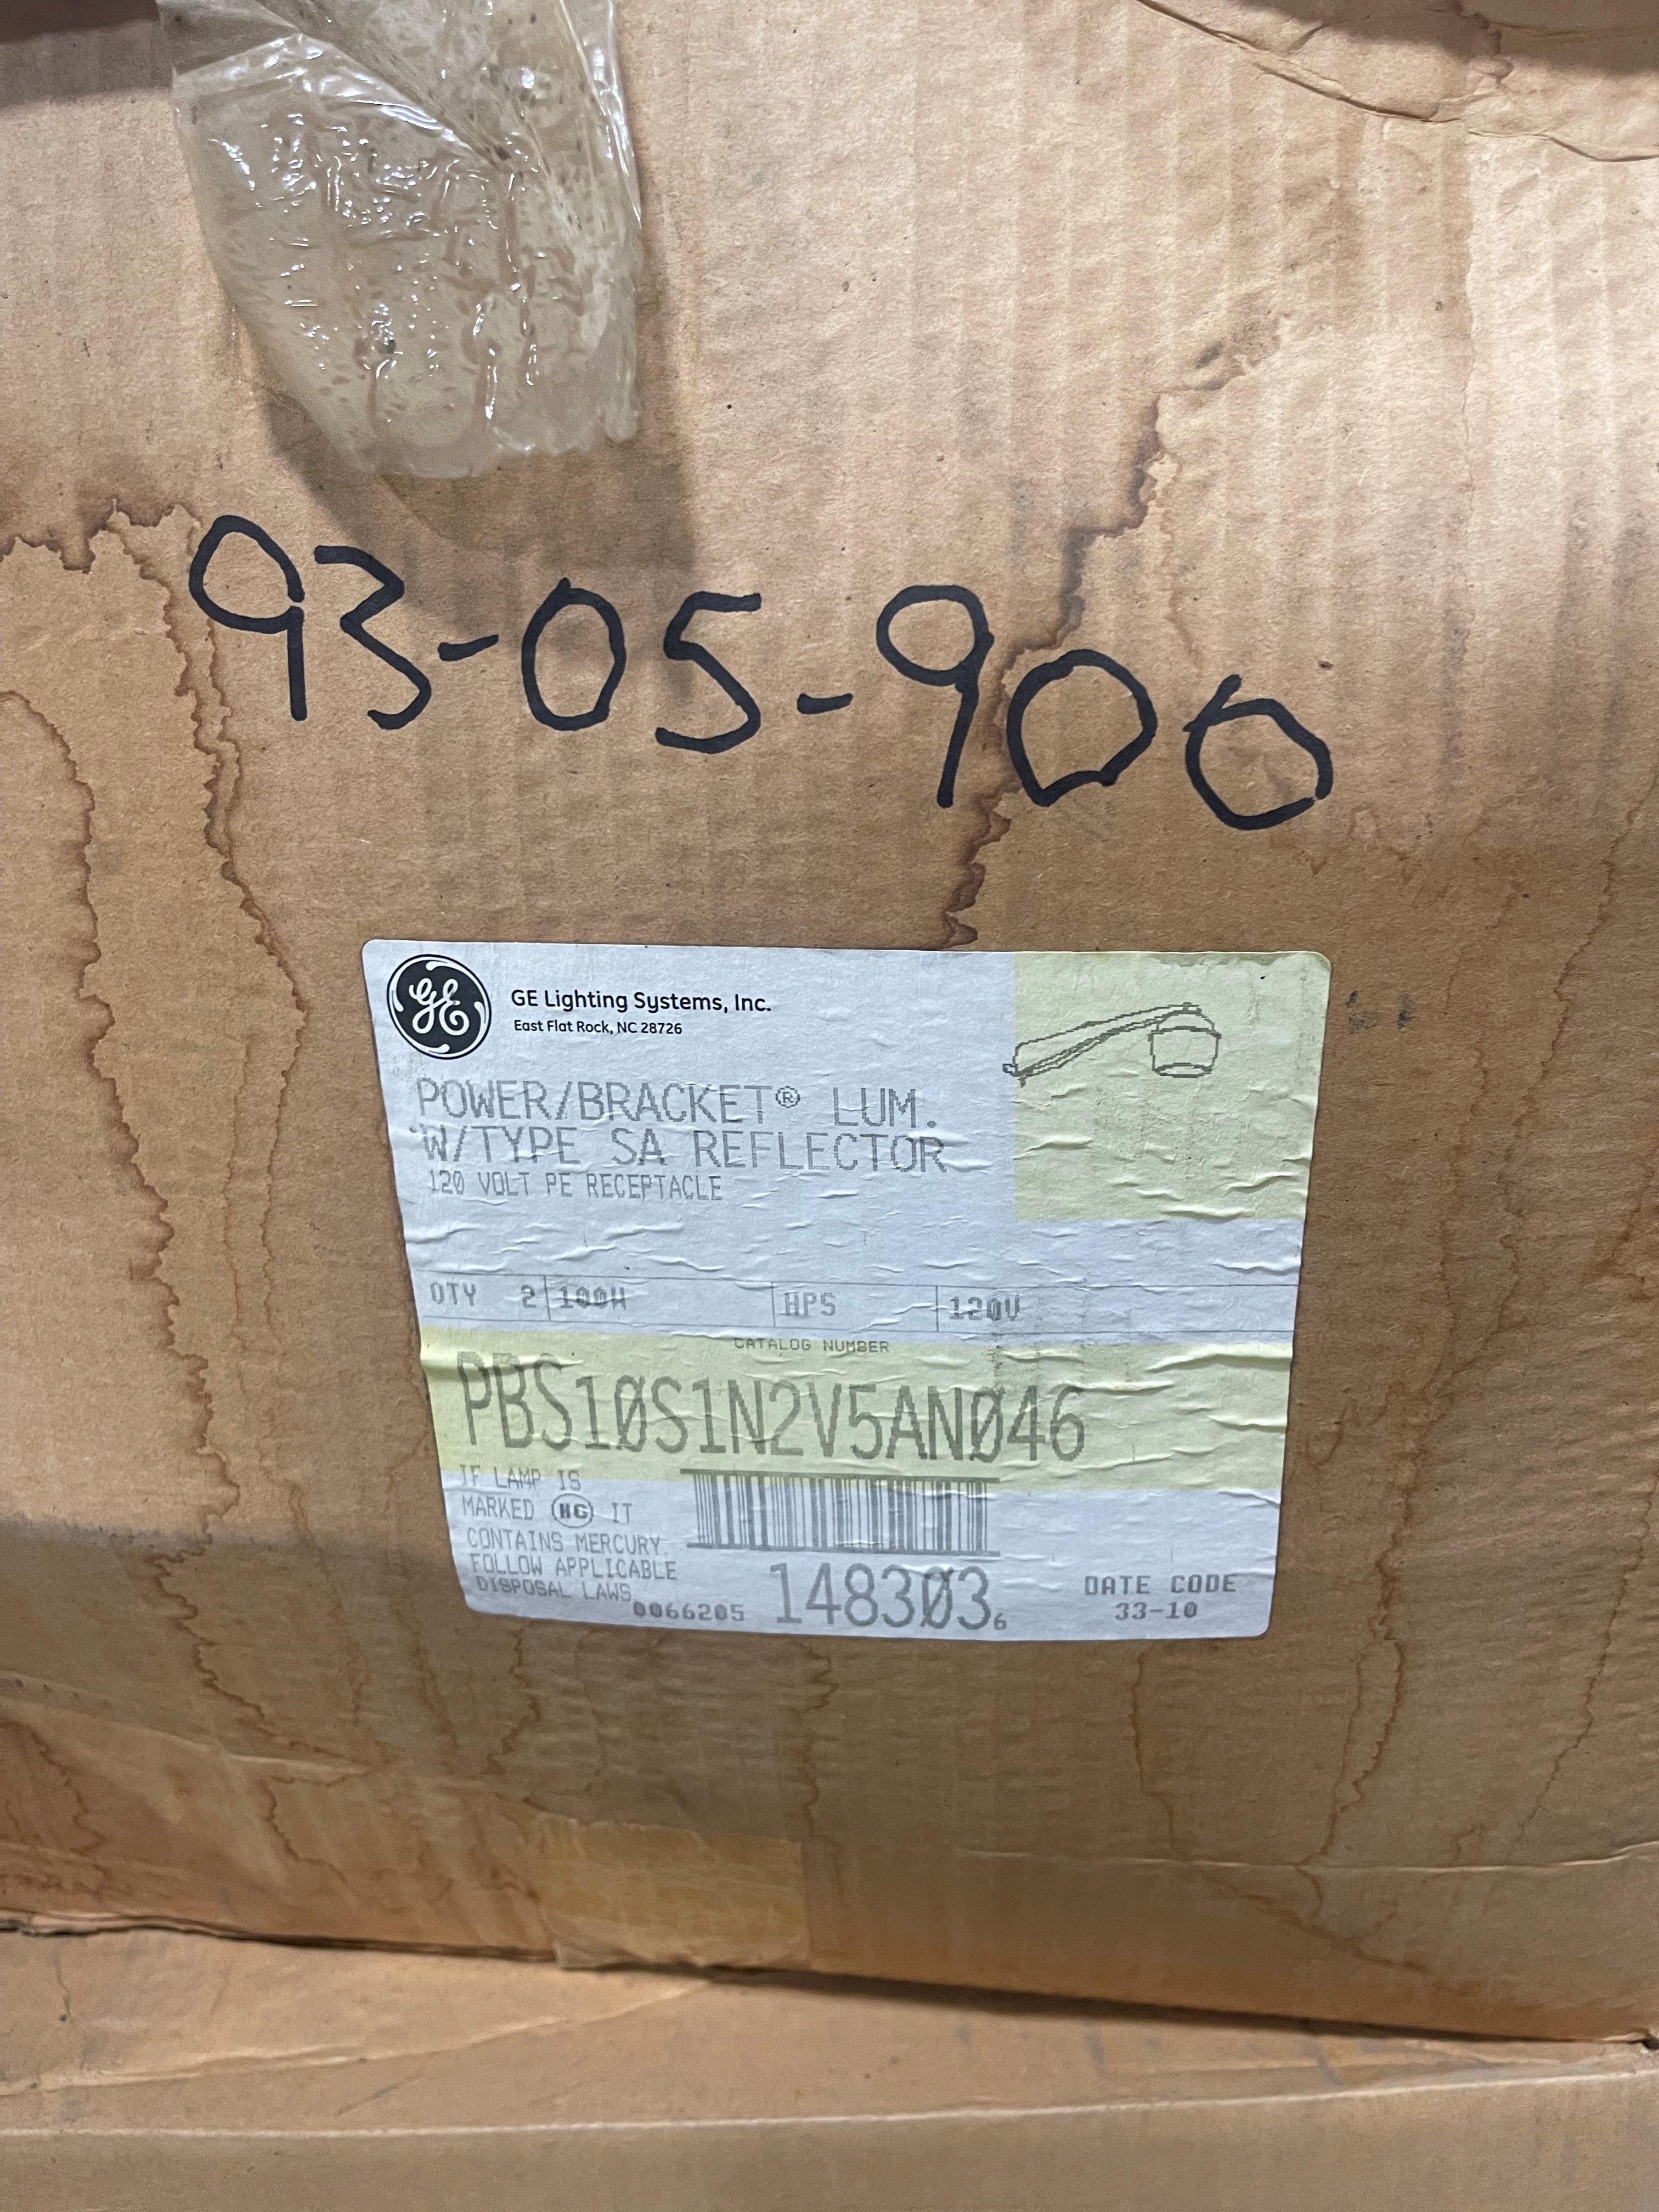 93-05-900
GE
GE Lighting Systems, Inc.
East Flat Rock, NC 28726
POWER/BRACKET® LUM.
W/TYPE SA REFLECTOR
120 VOLT PE RECEPTACLE
QTY 2 100W HPS 120V
CATALOG NUMBER
PBS10S1N2V5AN046
IF LAMP IS
MARKED HG IT
CONTAINS MERCURY.
FOLLOW APPLICABLE
DISPOSAL LAWS
0066205
1483036
DATE CODE
33-10